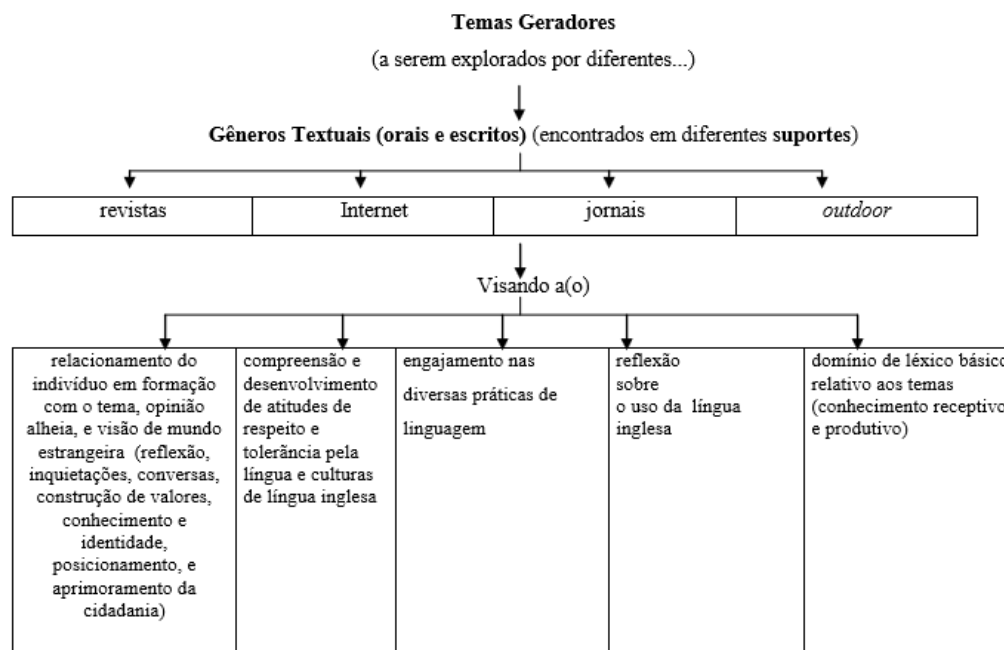 Temas Geradores
(a serem explorados por diferentes...)
Gêneros Textuais (orais e escritos) (encontrados em diferentes suportes)
revistas
Internet
jornais
outdoor
Visando a(o)
relacionamento do
indivíduo em formação
com o tema, opinião
alheia, e visão de mundo
estrangeira (reflexão,
inquietações, conversas,
construção de valores,
conhecimento e
identidade,
posicionamento, e
aprimoramento da
cidadania)
compreensão e
desenvolvimento
de atitudes de
respeito e
tolerância pela
língua e culturas
de língua inglesa
engajamento nas
diversas práticas de
linguagem
reflexão
sobre
o uso da língua
inglesa
domínio de léxico básico
relativo aos temas
(conhecimento receptivo
e produtivo)